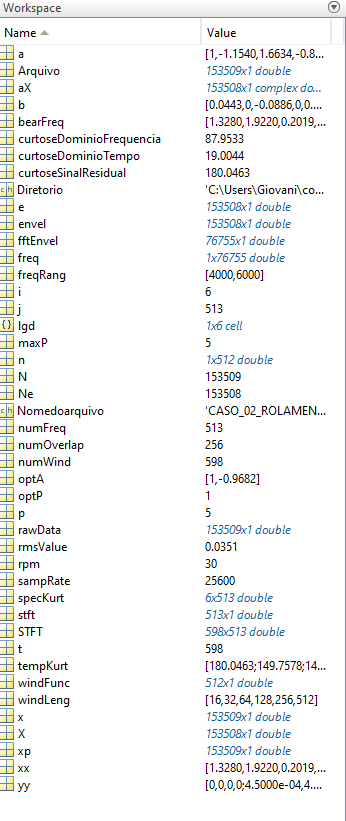 Workspace
Name Value
a [1,-1.1540,1.6634,-0.8...
Arquivo 153509x1 double
aX 153508x1 complex do...
b [0.0443,0,-0.0886,0,0....
bearFreq [1.3280,1.9220,0.2019,...
curtoseDominioFrequencia 87.9533
curtoseDominioTempo 19.0044
curtoseSinalResidual 180.0463
Diretorio 'C:\Users\Giovani\co...
e 153508x1 double
envel 153508x1 double
fftEnvel 76755x1 double
freq 1x76755 double
freqRang [4000,6000]
i 6
j 513
lgd 1x6 cell
maxP 5
n 1x512 double
N 153509
Ne 153508
Nomedoarquivo 'CASO_02_ROLAMEN...
numFreq 513
numOverlap 256
numWind 598
optA [1,-0.9682]
optP 1
p 5
rawData 153509x1 double
rmsValue 0.0351
rpm 30
sampRate 25600
specKurt 6x513 double
stft 513x1 double
STFT 598x513 double
t 598
tempKurt [180.0463;149.7578;14...
windFunc 512x1 double
windLeng [16,32,64,128,256,512]
x 153509x1 double
X 153508x1 double
xp 153509x1 double
xx [1.3280,1.9220,0.2019,...
yy [0,0,0,0;4.5000e-04,4....